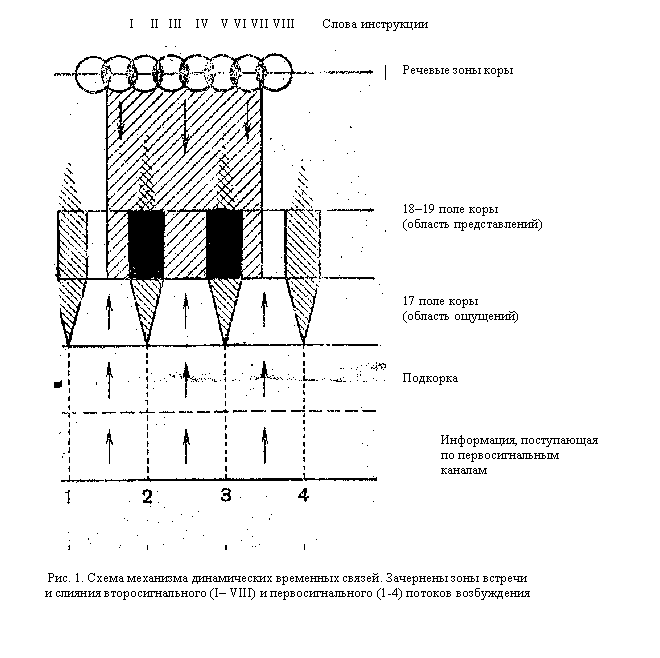 I II III IV V VI VII VIII Слова инструкции
Речевые зоны коры
18–19 поле коры
(область представлений)
17 поле коры
(область ощущений)
Подкорка
Информация, поступающая
по первосигнальным
каналам
1 2 3 4
Рис. 1. Схема механизма динамических временных связей. Зачернены зоны встречи
и слияния второсигнального (I– VIII) и первосигнального (1-4) потоков возбуждения